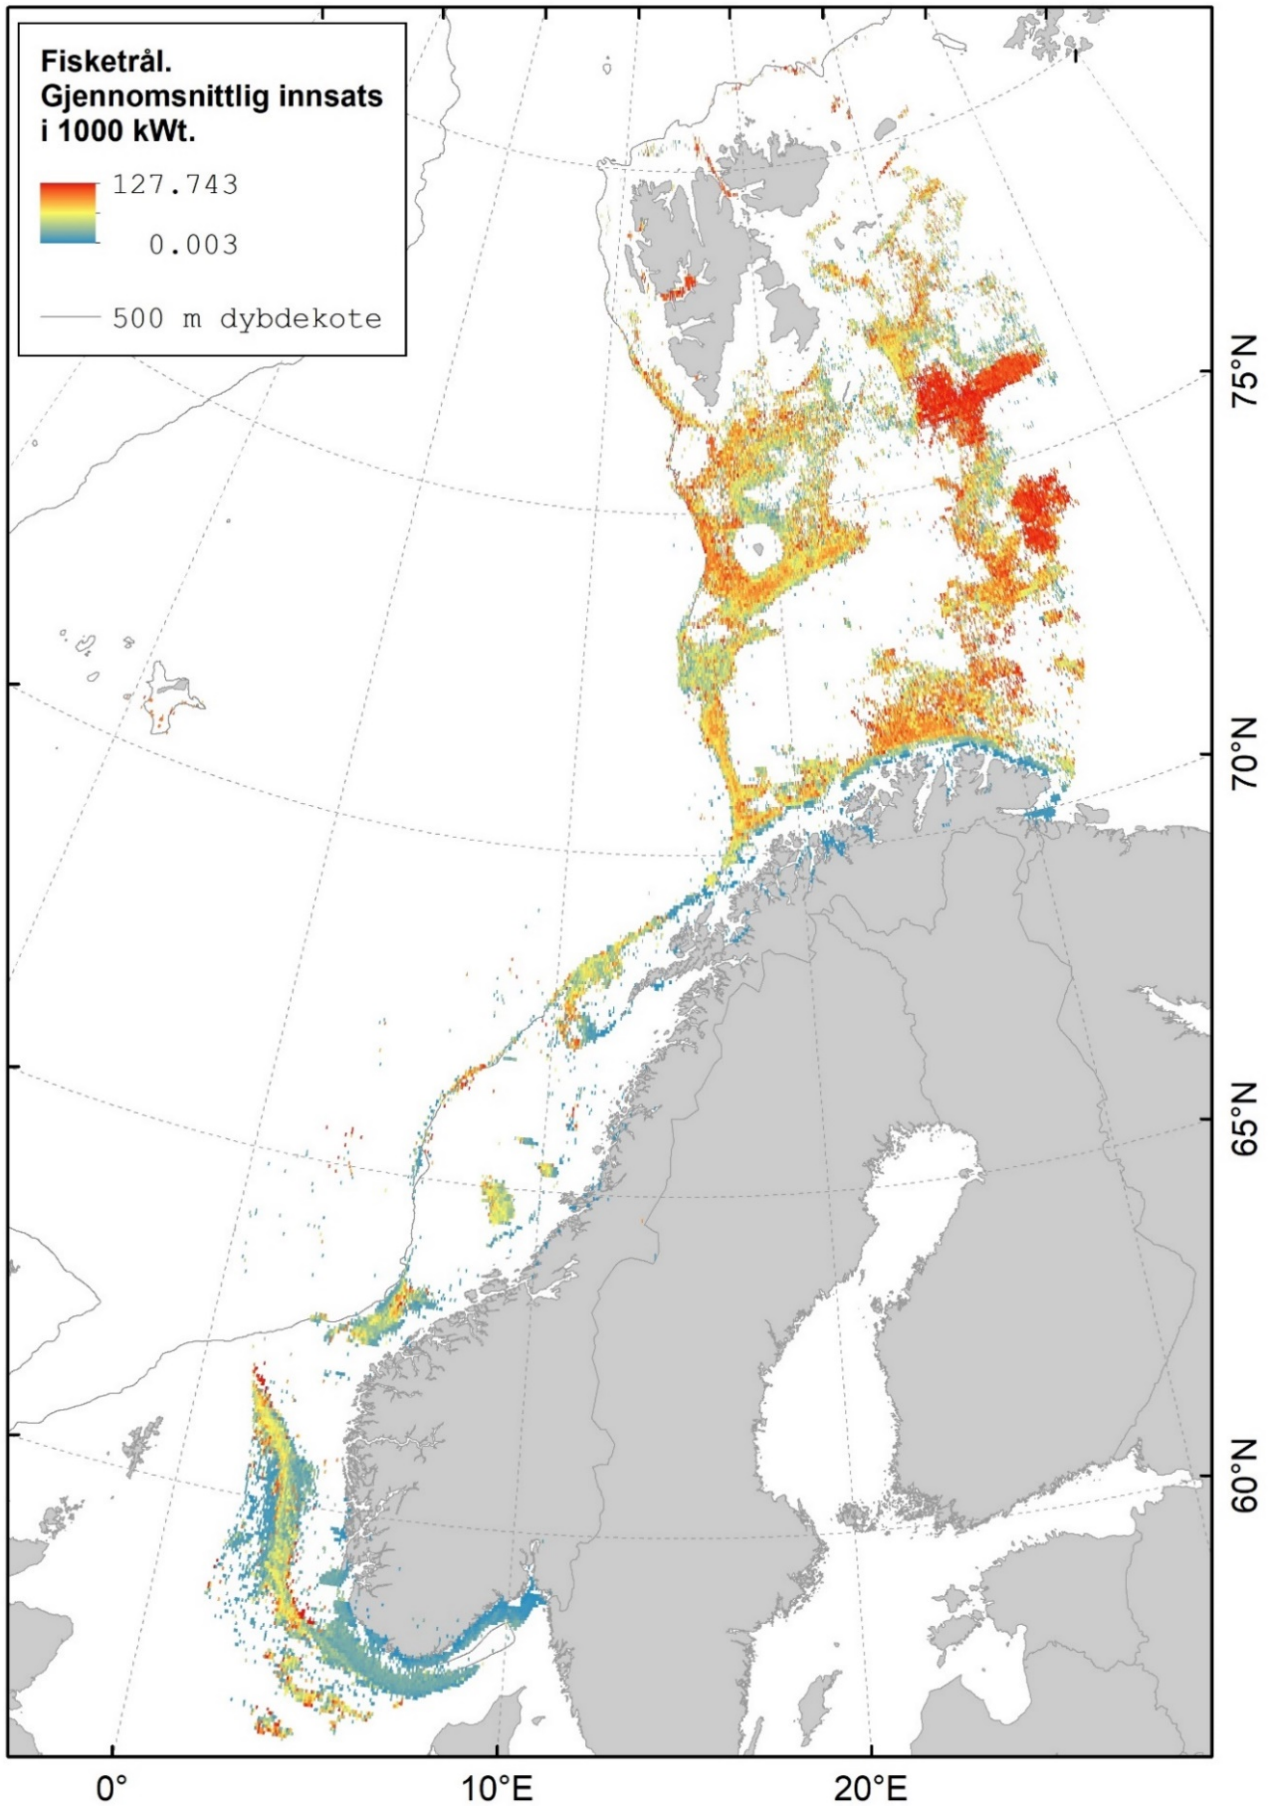 Fisketrål.
Gjennomsnittlig innsats
i 1000 kWt.
127.743
0.003
500 m dybdekote
75°N
70°N
65°N
60°N
0°
10°E
20°E